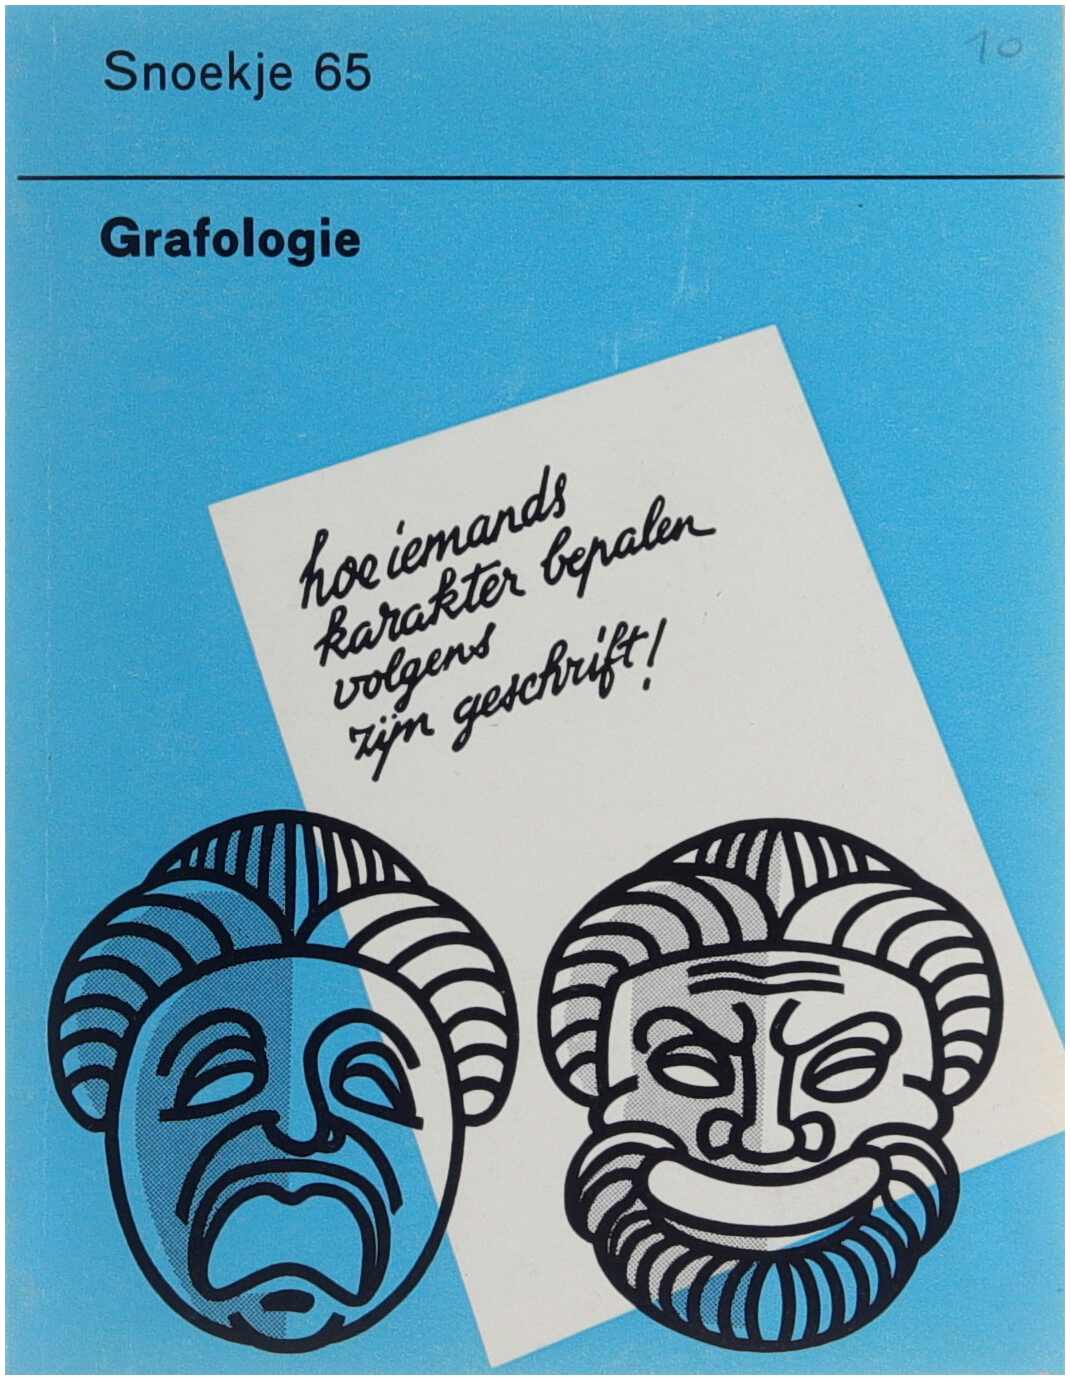 Snoekje 65
10
Grafologie
hoe iemands
karakter bepalen
volgens
zijn geschrift!